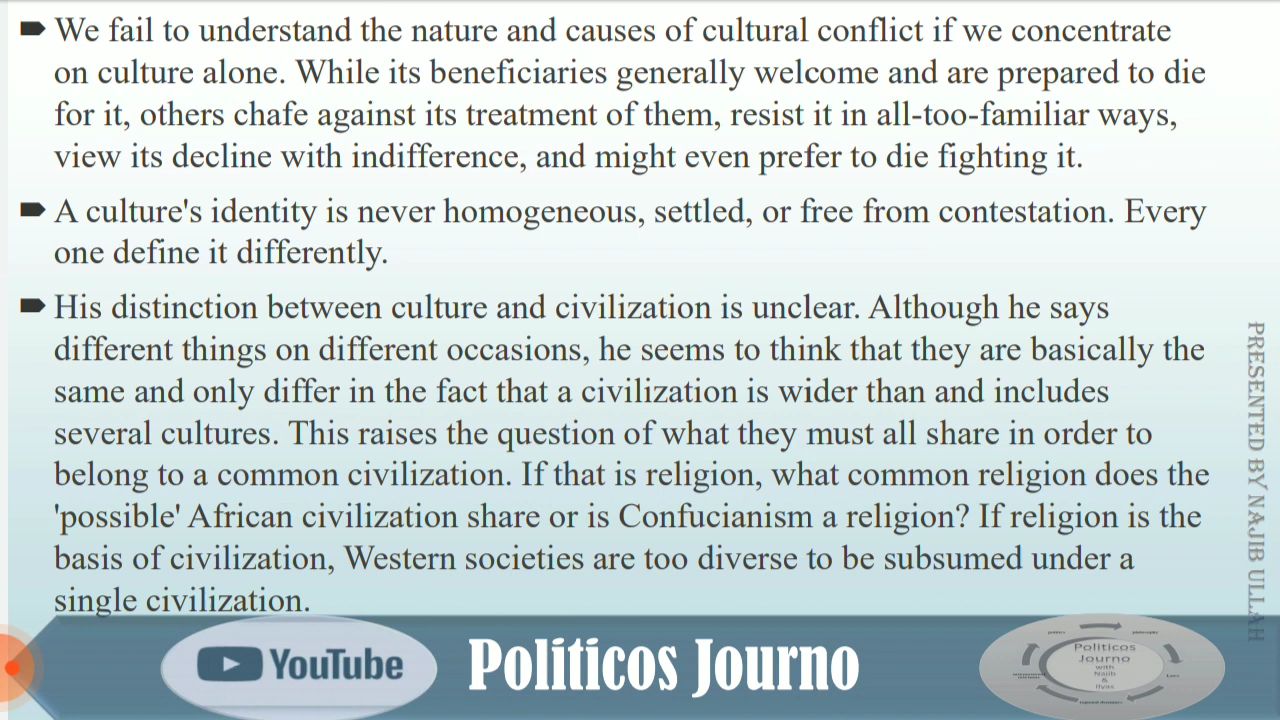 We fail to understand the nature and causes of cultural conflict if we concentrate
on culture alone. While its beneficiaries generally welcome and are prepared to die
for it, others chafe against its treatment of them, resist it in all-too-familiar ways,
view its decline with indifference, and might even prefer to die fighting it.
A culture's identity is never homogeneous, settled, or free from contestation. Every
one define it differently.
His distinction between culture and civilization is unclear. Although he says
different things on different occasions, he seems to think that they are basically the
same and only differ in the fact that a civilization is wider than and includes
several cultures. This raises the question of what they must all share in order to
belong to a common civilization. If that is religion, what common religion does the
'possible' African civilization share or is Confucianism a religion? If religion is the
basis of civilization, Western societies are too diverse to be subsumed under a
single civilization.
PRESENTED BY NAJIB ULLAH
YouTube
Politicos Journo
politics
philosophy
Politicos
Journo
with
Najib
&
Ilyas
Laws